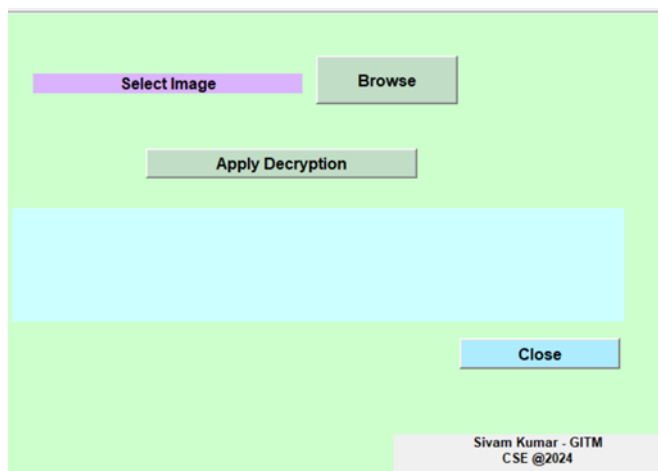 Select Image
Browse
Apply Decryption
Close
Sivam Kumar - GITM
CSE @2024